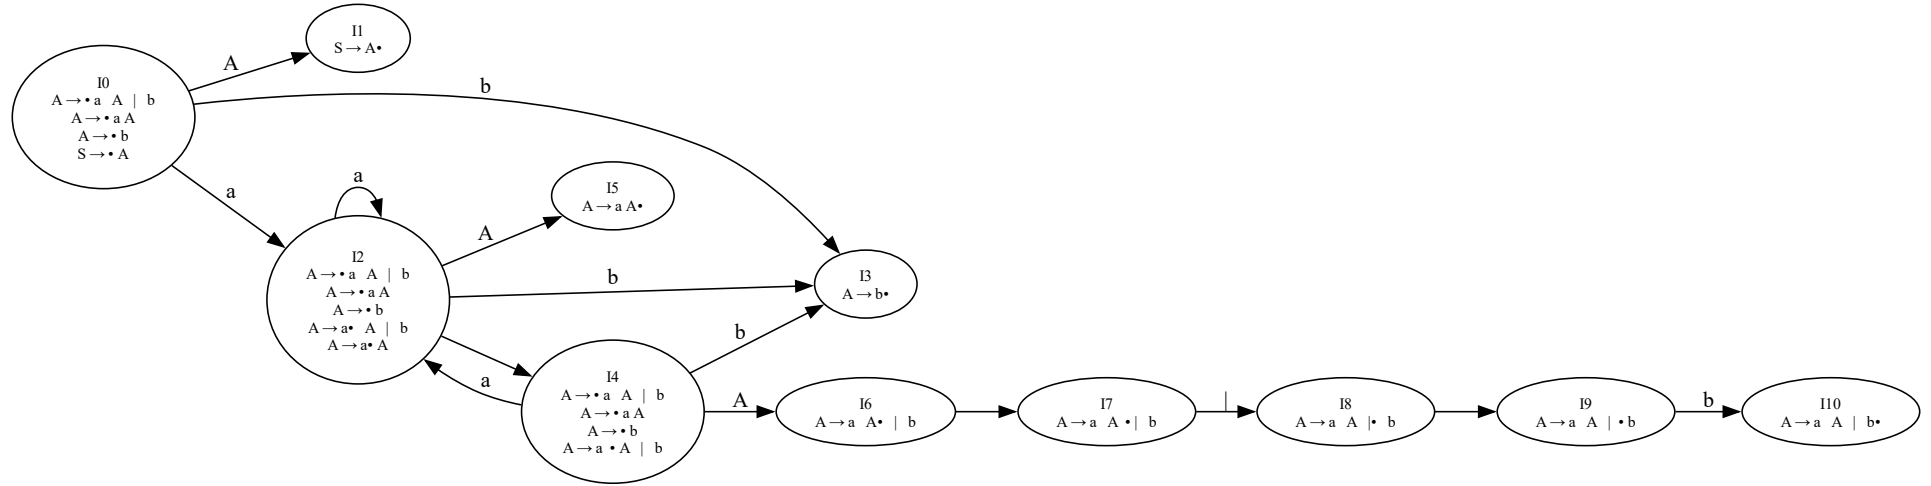 I0
A → • a A | b
A → • a A
A → • b
S → • A
A
I1
S → A•
b
a
a
I2
A → • a A | b
A → • a A
A → • b
A → a• A | b
A → a• A
A
I5
A → a A•
b
I3
A → b•
b
a
I4
A → • a A | b
A → • a A
A → • b
A → a • A | b
A
I6
A → a A• | b
I7
A → a A • | b
|
I8
A → a A |• b
I9
A → a A | • b
b
I10
A → a A | b•